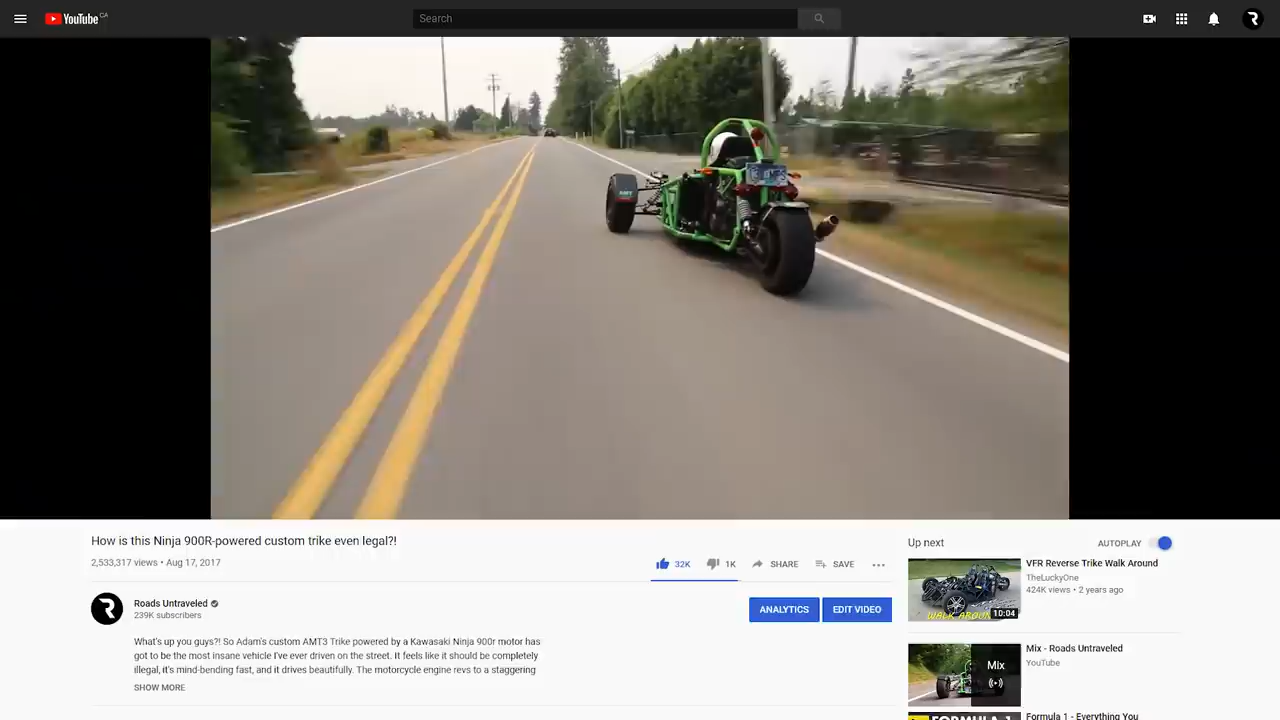 YouTube CA
Search
How is this Ninja 900R-powered custom trike even legal?!
2,533,317 views • Aug 17, 2017
32K
1K
SHARE
SAVE
Roads Untraveled
239K subscribers
ANALYTICS
EDIT VIDEO
What's up you guys?! So Adam's custom AMT3 Trike powered by a Kawasaki Ninja 900r motor has
got to be the most insane vehicle I've ever driven on the street. It feels like it should be completely
illegal, it's mind-bending fast, and it drives beautifully. The motorcycle engine revs to a staggering
SHOW MORE
Up next
AUTOPLAY
VFR Reverse Trike Walk Around
TheLuckyOne
424K views • 2 years ago
WALK AROUND
10:04
Mix - Roads Untraveled
YouTube
Mix
Formula 1 - Everything You
FORMULA 1